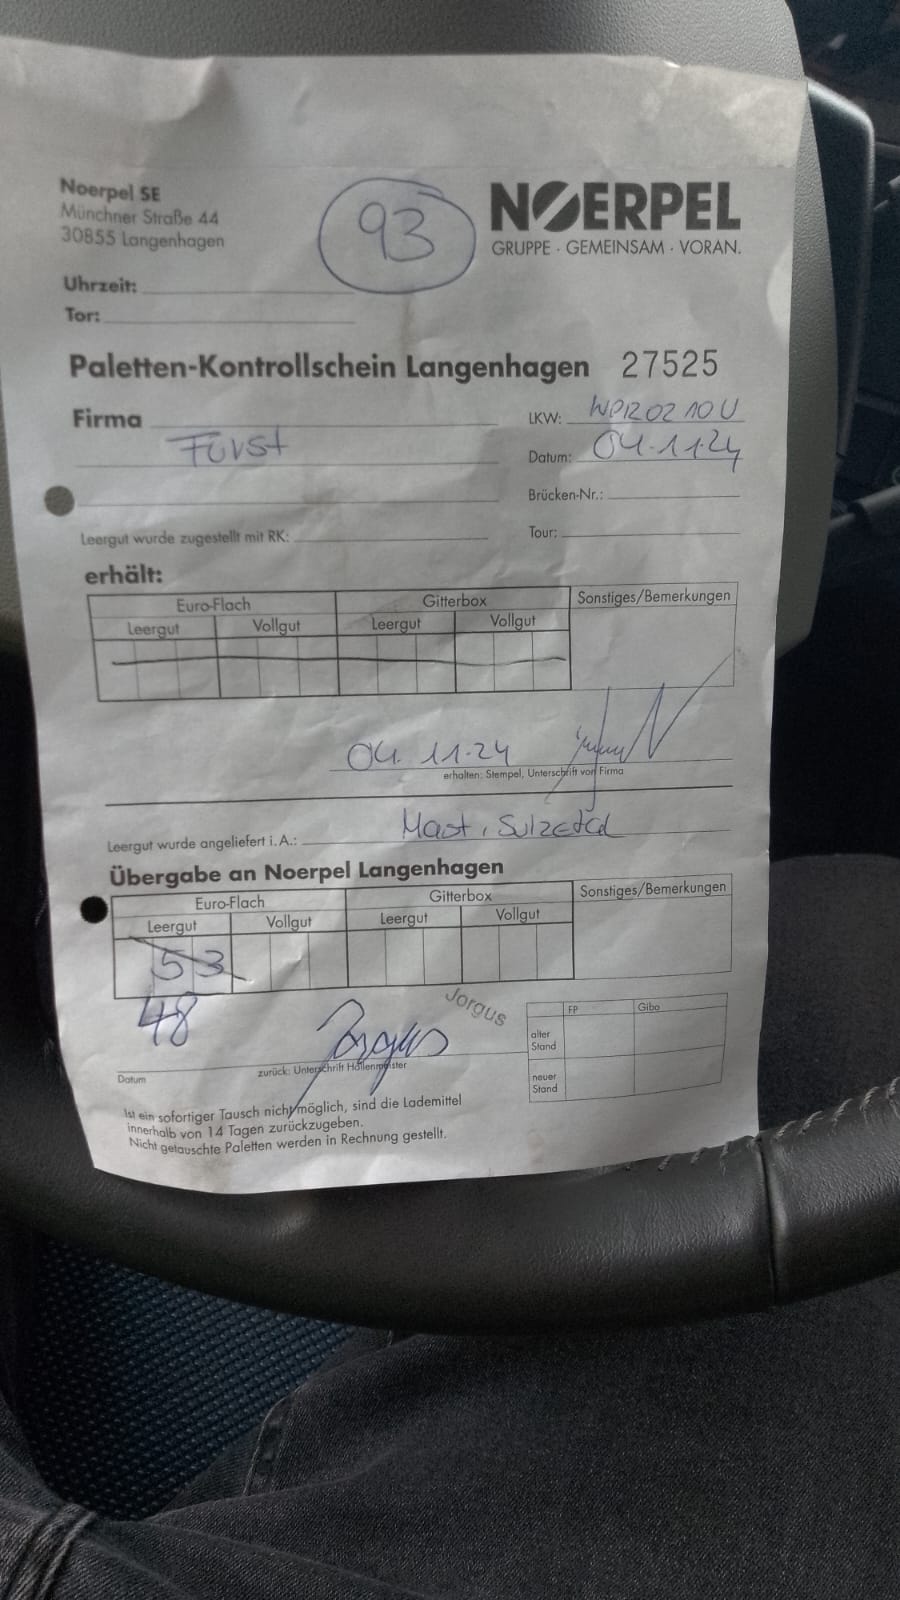 Noerpel SE
Münchner Straße 44
30855 Langenhagen
93
NOERPEL
GRUPPE · GEMEINSAM · VORAN.
Uhrzeit:
Tor:
Paletten-Kontrollschein Langenhagen 27525
Firma
Fürst
LKW:
Datum: 04.11.24
Brücken-Nr.:
Leergut wurde zugestellt mit RK:
Tour:
erhält:
Euro-Flach Gitterbox Sonstiges/Bemerkungen
Leergut Vollgut Leergut Vollgut
04.11.24
erhalten: Stempel, Unterschrift von Firma
Leergut wurde angeliefert i.A.: Mast, Sulzetal
Übergabe an Noerpel Langenhagen
Euro-Flach Gitterbox Sonstiges/Bemerkungen
Leergut Vollgut Leergut Vollgut
53
48
Jorgus
Jorgus
Datum
zurück: Unterschrift Hallenmeister
FP Gibo
alter
Stand
neuer
Stand
Ist ein sofortiger Tausch nicht möglich, sind die Lademittel
innerhalb von 14 Tagen zurückzugeben.
Nicht getauschte Paletten werden in Rechnung gestellt.